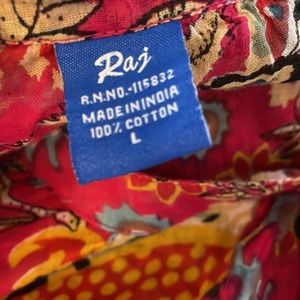 Raj
R.N.NO.-115832
MADE IN INDIA
100% COTTON
L